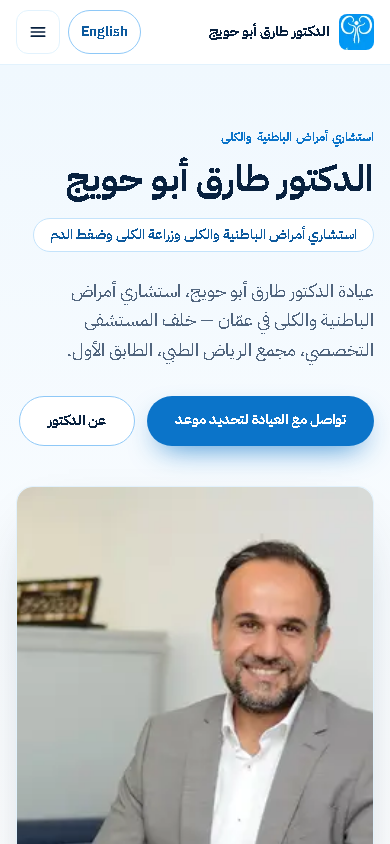 الدكتور طارق أبو حويج
English
استشاري أمراض الباطنية والكلى
الدكتور طارق أبو حويج
استشاري أمراض الباطنية والكلى وزراعة الكلى وضغط الدم
عيادة الدكتور طارق أبو حويج، استشاري أمراض
الباطنية والكلى في عمّان — خلف المستشفى
التخصصي، مجمع الرياض الطبي، الطابق الأول.
تواصل مع العيادة لتحديد موعد
عن الدكتور